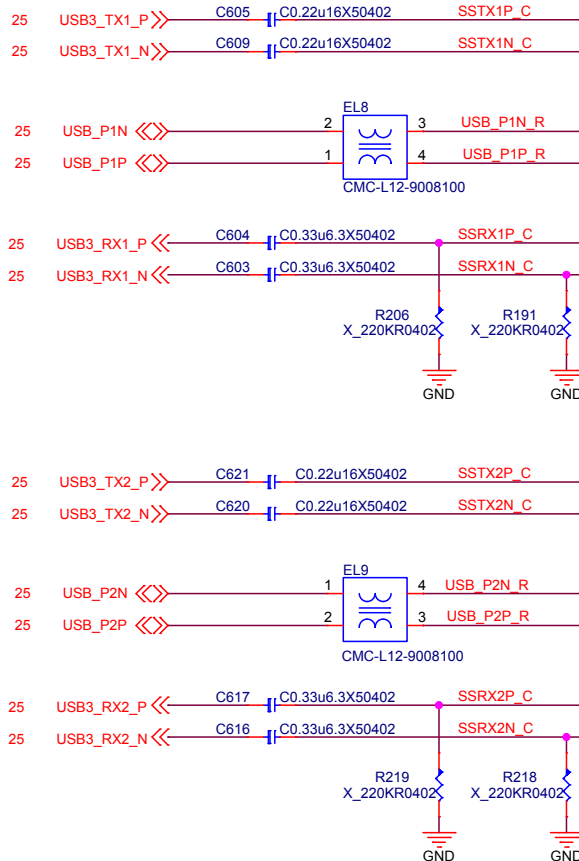 25 USB3_TX1_P C605 C0.22u16X50402 SSTX1P_C
25 USB3_TX1_N C609 C0.22u16X50402 SSTX1N_C
EL8
25 USB_P1N 2 3 USB_P1N_R
25 USB_P1P 1 4 USB_P1P_R
CMC-L12-9008100
25 USB3_RX1_P C604 C0.33u6.3X50402 SSRX1P_C
25 USB3_RX1_N C603 C0.33u6.3X50402 SSRX1N_C
R206 R191
X_220KR0402 X_220KR0402
GND GND
25 USB3_TX2_P C621 C0.22u16X50402 SSTX2P_C
25 USB3_TX2_N C620 C0.22u16X50402 SSTX2N_C
EL9
25 USB_P2N 1 4 USB_P2N_R
25 USB_P2P 2 3 USB_P2P_R
CMC-L12-9008100
25 USB3_RX2_P C617 C0.33u6.3X50402 SSRX2P_C
25 USB3_RX2_N C616 C0.33u6.3X50402 SSRX2N_C
R219 R218
X_220KR0402 X_220KR0402
GND GND